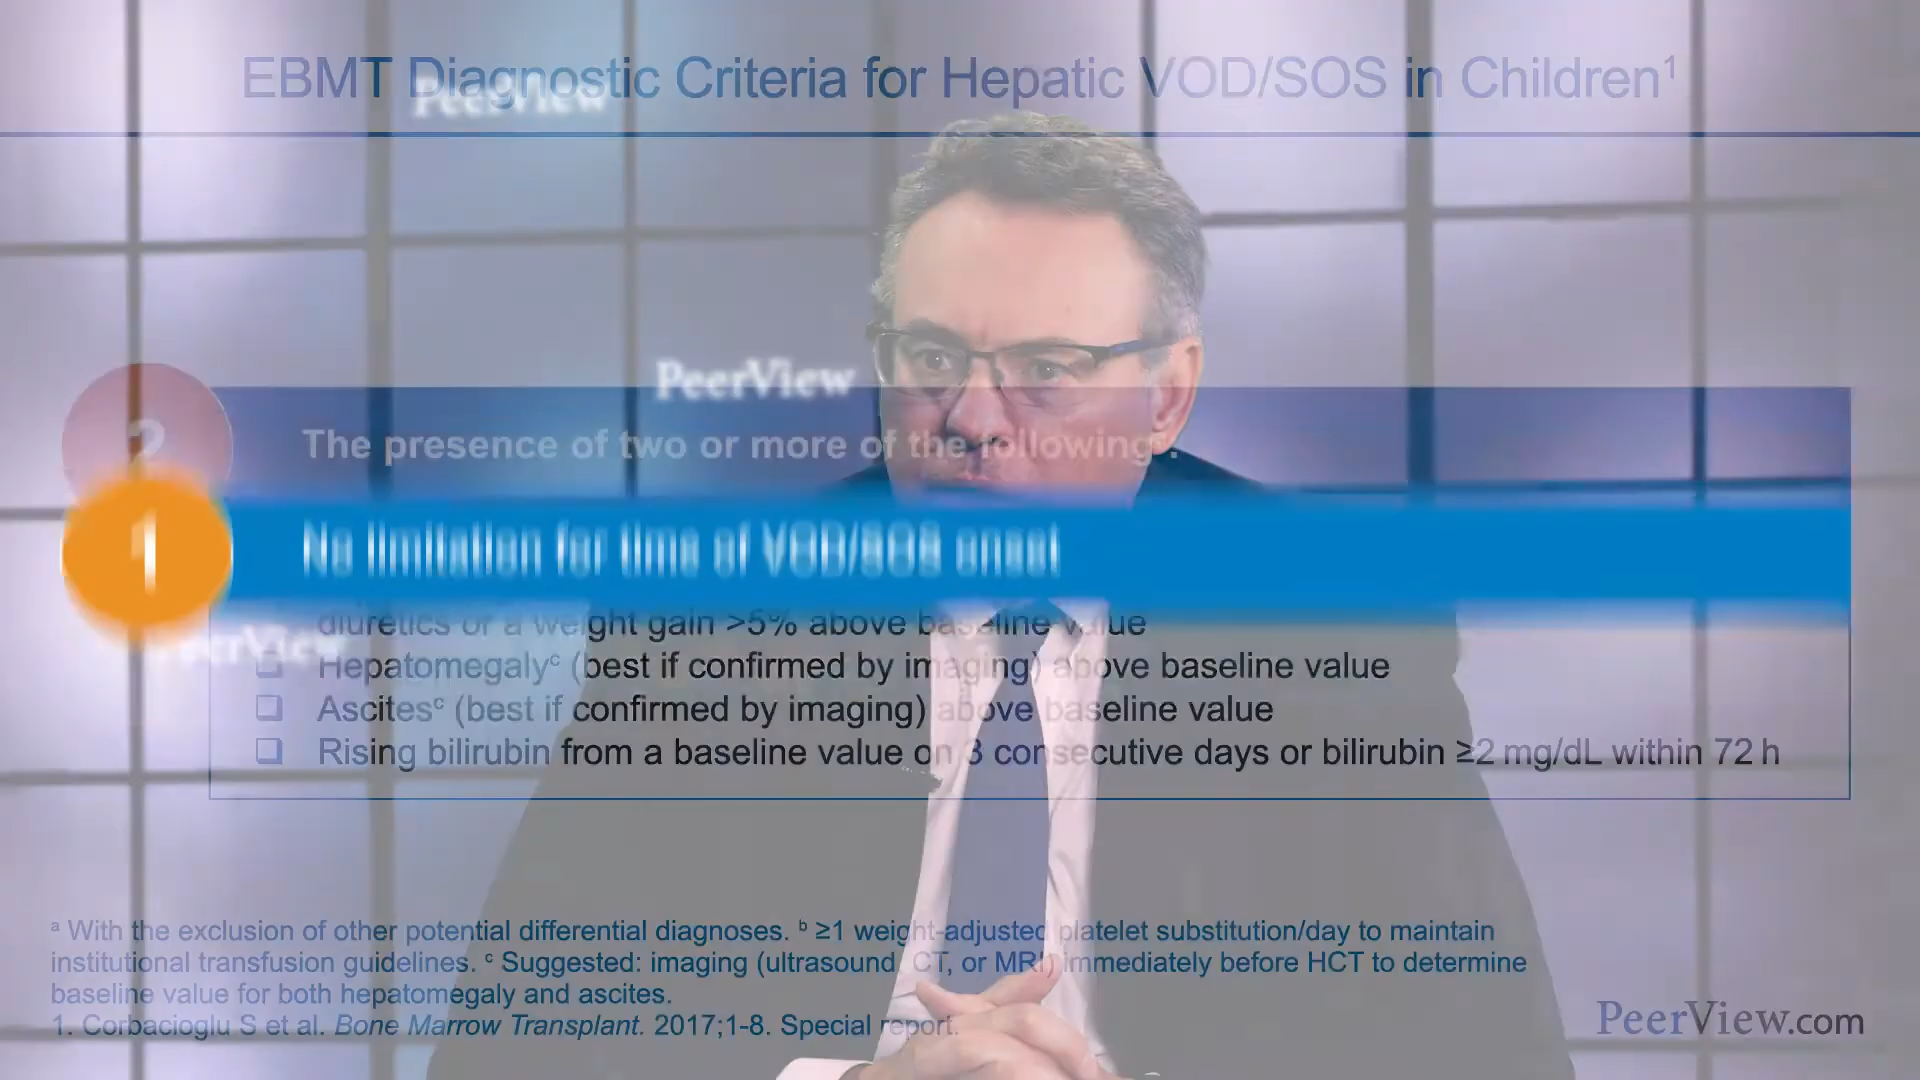 EBMT Diagnostic Criteria for Hepatic VOD/SOS in Children¹
PeerView
PeerView
2
The presence of two or more of the following :
1
No limitation for time of VOD/SOS onset
diuretics or a weight gain >5% above baseline value
PeerView
❑ Hepatomegalyᶜ (best if confirmed by imaging) above baseline value
❑ Ascitesᶜ (best if confirmed by imaging) above baseline value
❑ Rising bilirubin from a baseline value on 3 consecutive days or bilirubin ≥2 mg/dL within 72 h
ᵃ With the exclusion of other potential differential diagnoses. ᵇ ≥1 weight-adjusted platelet substitution/day to maintain
institutional transfusion guidelines. ᶜ Suggested: imaging (ultrasound, CT, or MRI) immediately before HCT to determine
baseline value for both hepatomegaly and ascites.
1. Corbacioglu S et al. Bone Marrow Transplant. 2017;1-8. Special report.
PeerView.com